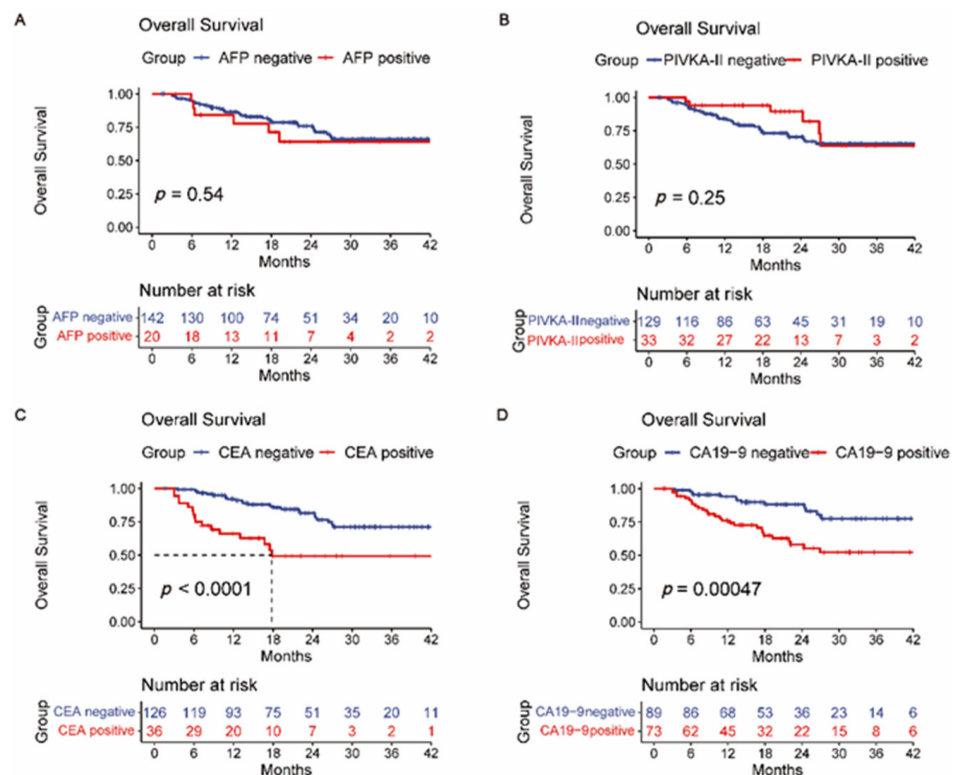 A
Overall Survival
Group AFP negative AFP positive
Overall Survival
1.00
0.75
0.50
0.25
0.00
p = 0.54
0 6 12 18 24 30 36 42
Months
Number at risk
Group
AFP negative 142 130 100 74 51 34 20 10
AFP positive 20 18 13 11 7 4 2 2
0 6 12 18 24 30 36 42
Months
B
Overall Survival
Group PIVKA-II negative PIVKA-II positive
Overall Survival
1.00
0.75
0.50
0.25
0.00
p = 0.25
0 6 12 18 24 30 36 42
Months
Number at risk
Group
PIVKA-II negative 129 116 86 63 45 31 19 10
PIVKA-II positive 33 32 27 22 13 7 3 2
0 6 12 18 24 30 36 42
Months
C
Overall Survival
Group CEA negative CEA positive
Overall Survival
1.00
0.75
0.50
0.25
0.00
p < 0.0001
0 6 12 18 24 30 36 42
Months
Number at risk
Group
CEA negative 126 119 93 75 51 35 20 11
CEA positive 36 29 20 10 7 3 2 1
0 6 12 18 24 30 36 42
Months
D
Overall Survival
Group CA19-9 negative CA19-9 positive
Overall Survival
1.00
0.75
0.50
0.25
0.00
p = 0.00047
0 6 12 18 24 30 36 42
Months
Number at risk
Group
CA19-9negative 89 86 68 53 36 23 14 6
CA19-9positive 73 62 45 32 22 15 8 6
0 6 12 18 24 30 36 42
Months